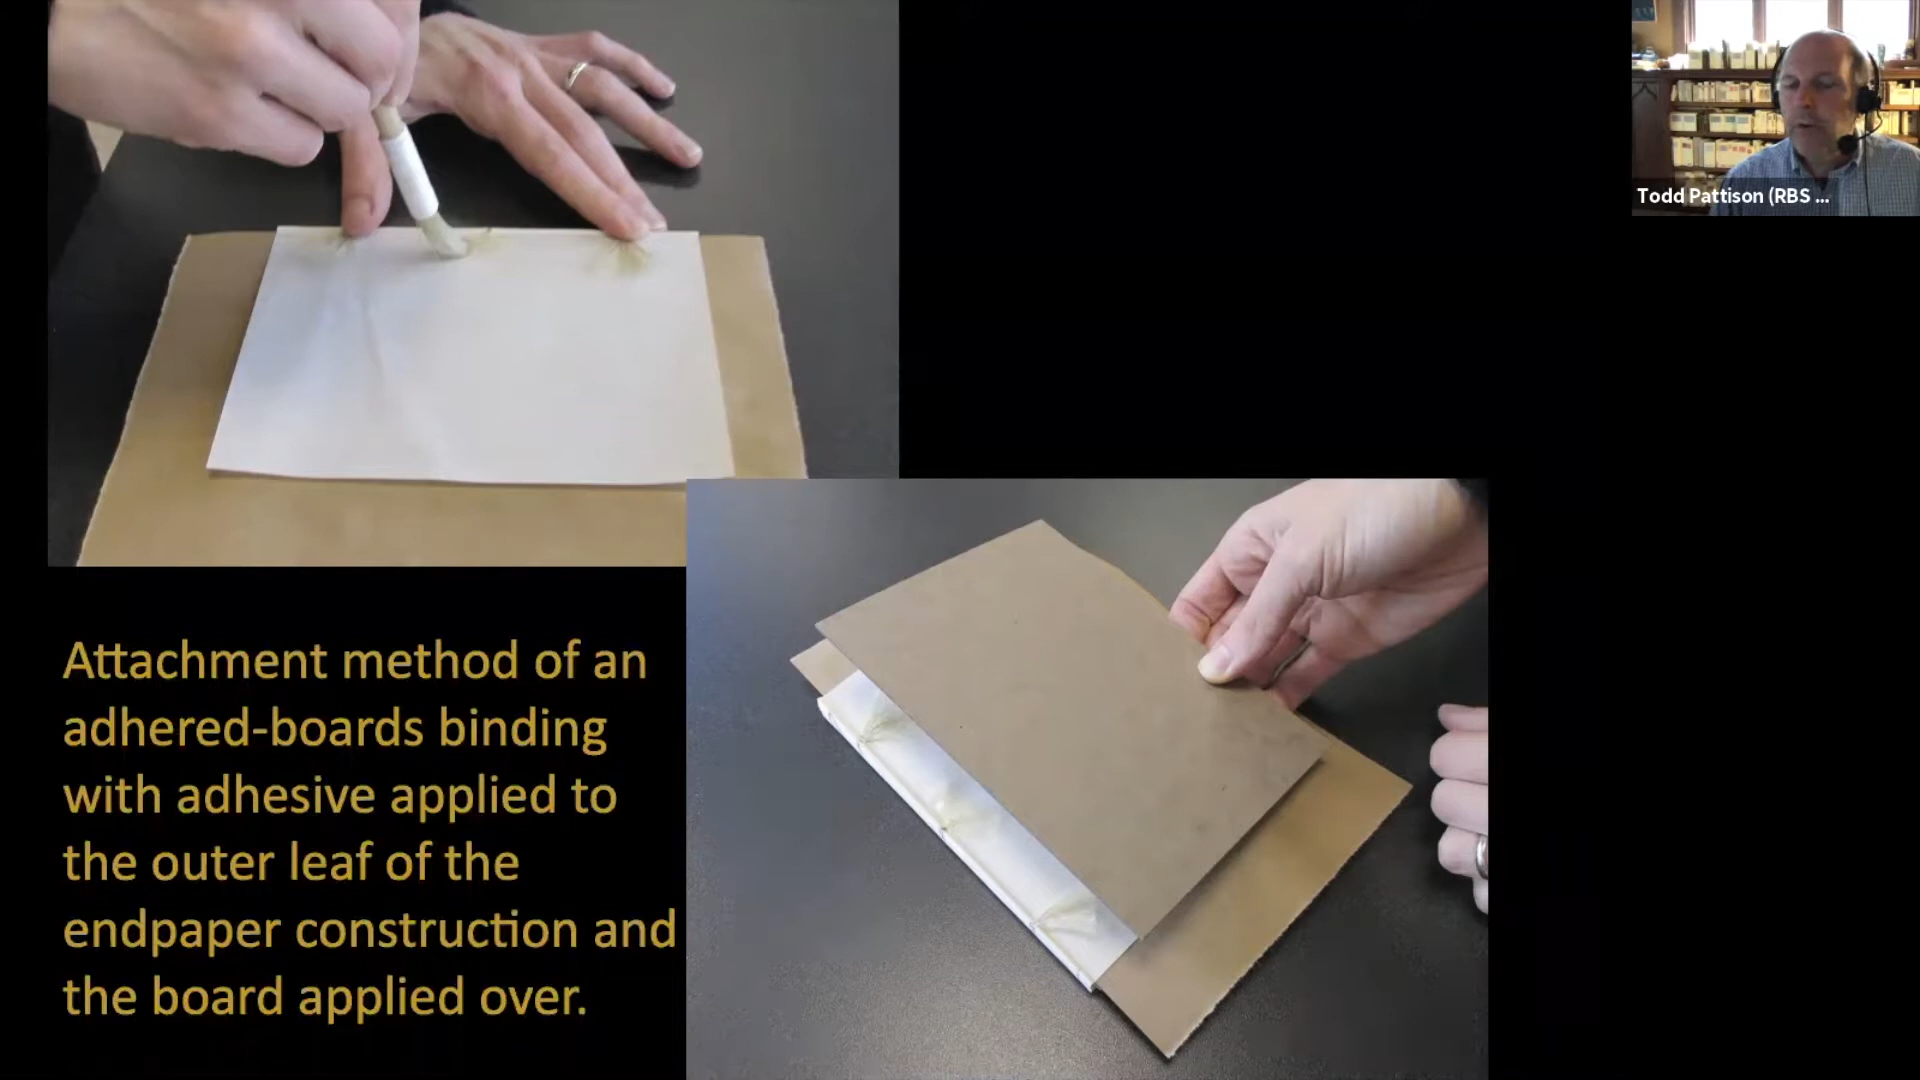 Todd Pattison (RBS ...
Attachment method of an
adhered-boards binding
with adhesive applied to
the outer leaf of the
endpaper construction and
the board applied over.